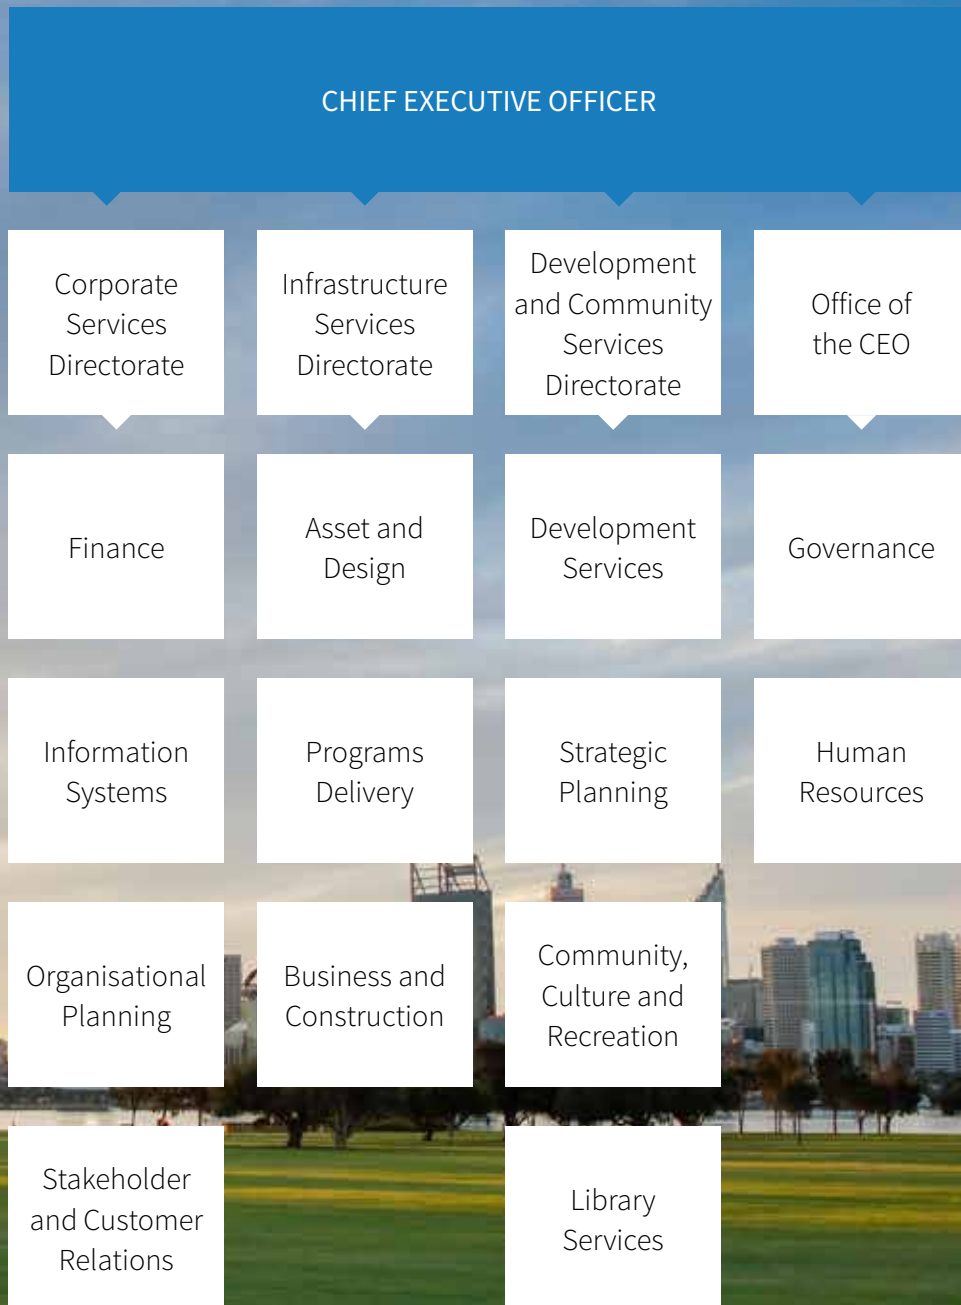 CHIEF EXECUTIVE OFFICER
Corporate
Services
Directorate
Infrastructure
Services
Directorate
Development
and Community
Services
Directorate
Office of
the CEO
Finance
Asset and
Design
Development
Services
Governance
Information
Systems
Programs
Delivery
Strategic
Planning
Human
Resources
Organisational
Planning
Business and
Construction
Community,
Culture and
Recreation
Stakeholder
and Customer
Relations
Library
Services